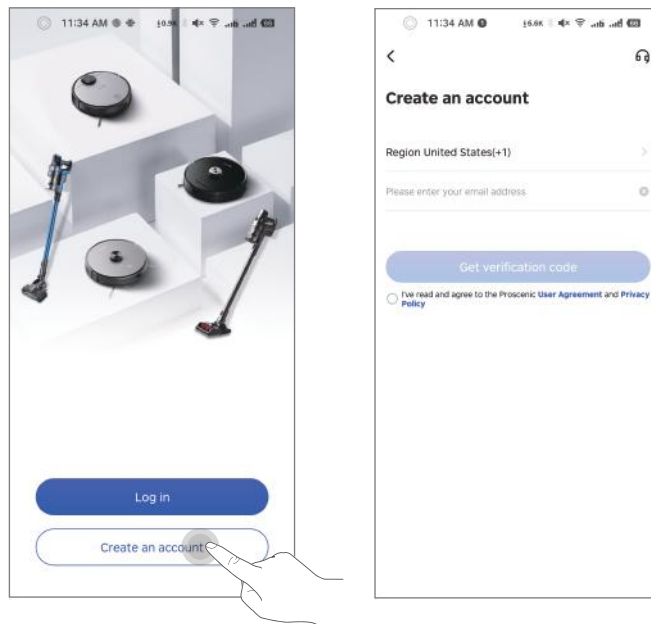 11:34 AM
Log in
Create an account
11:34 AM
Create an account
Region United States(+1)
Please enter your email address
Get verification code
I've read and agree to the Proscenic User Agreement and Privacy
Policy